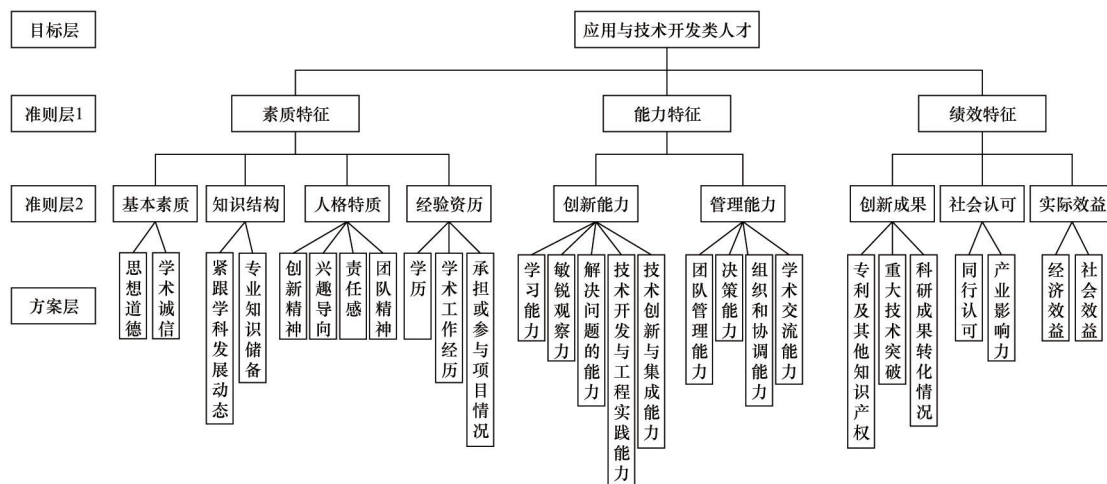 目标层
应用与技术开发类人才
准则层1
素质特征
能力特征
绩效特征
准则层2
基本素质
知识结构
人格特质
经验资历
创新能力
管理能力
创新成果
社会认可
实际效益
方案层
思想道德
学术诚信
紧跟学科发展动态
专业知识储备
创新精神
兴趣导向
责任感
团队精神
学历
学术工作经历
承担或参与项目情况
学习能力
敏锐观察力
解决问题的能力
技术开发与工程实践能力
技术创新与集成能力
团队管理能力
决策能力
组织和协调能力
学术交流能力
专利及其他知识产权
重大技术突破
科研成果转化情况
同行认可
产业影响力
经济效益
社会效益